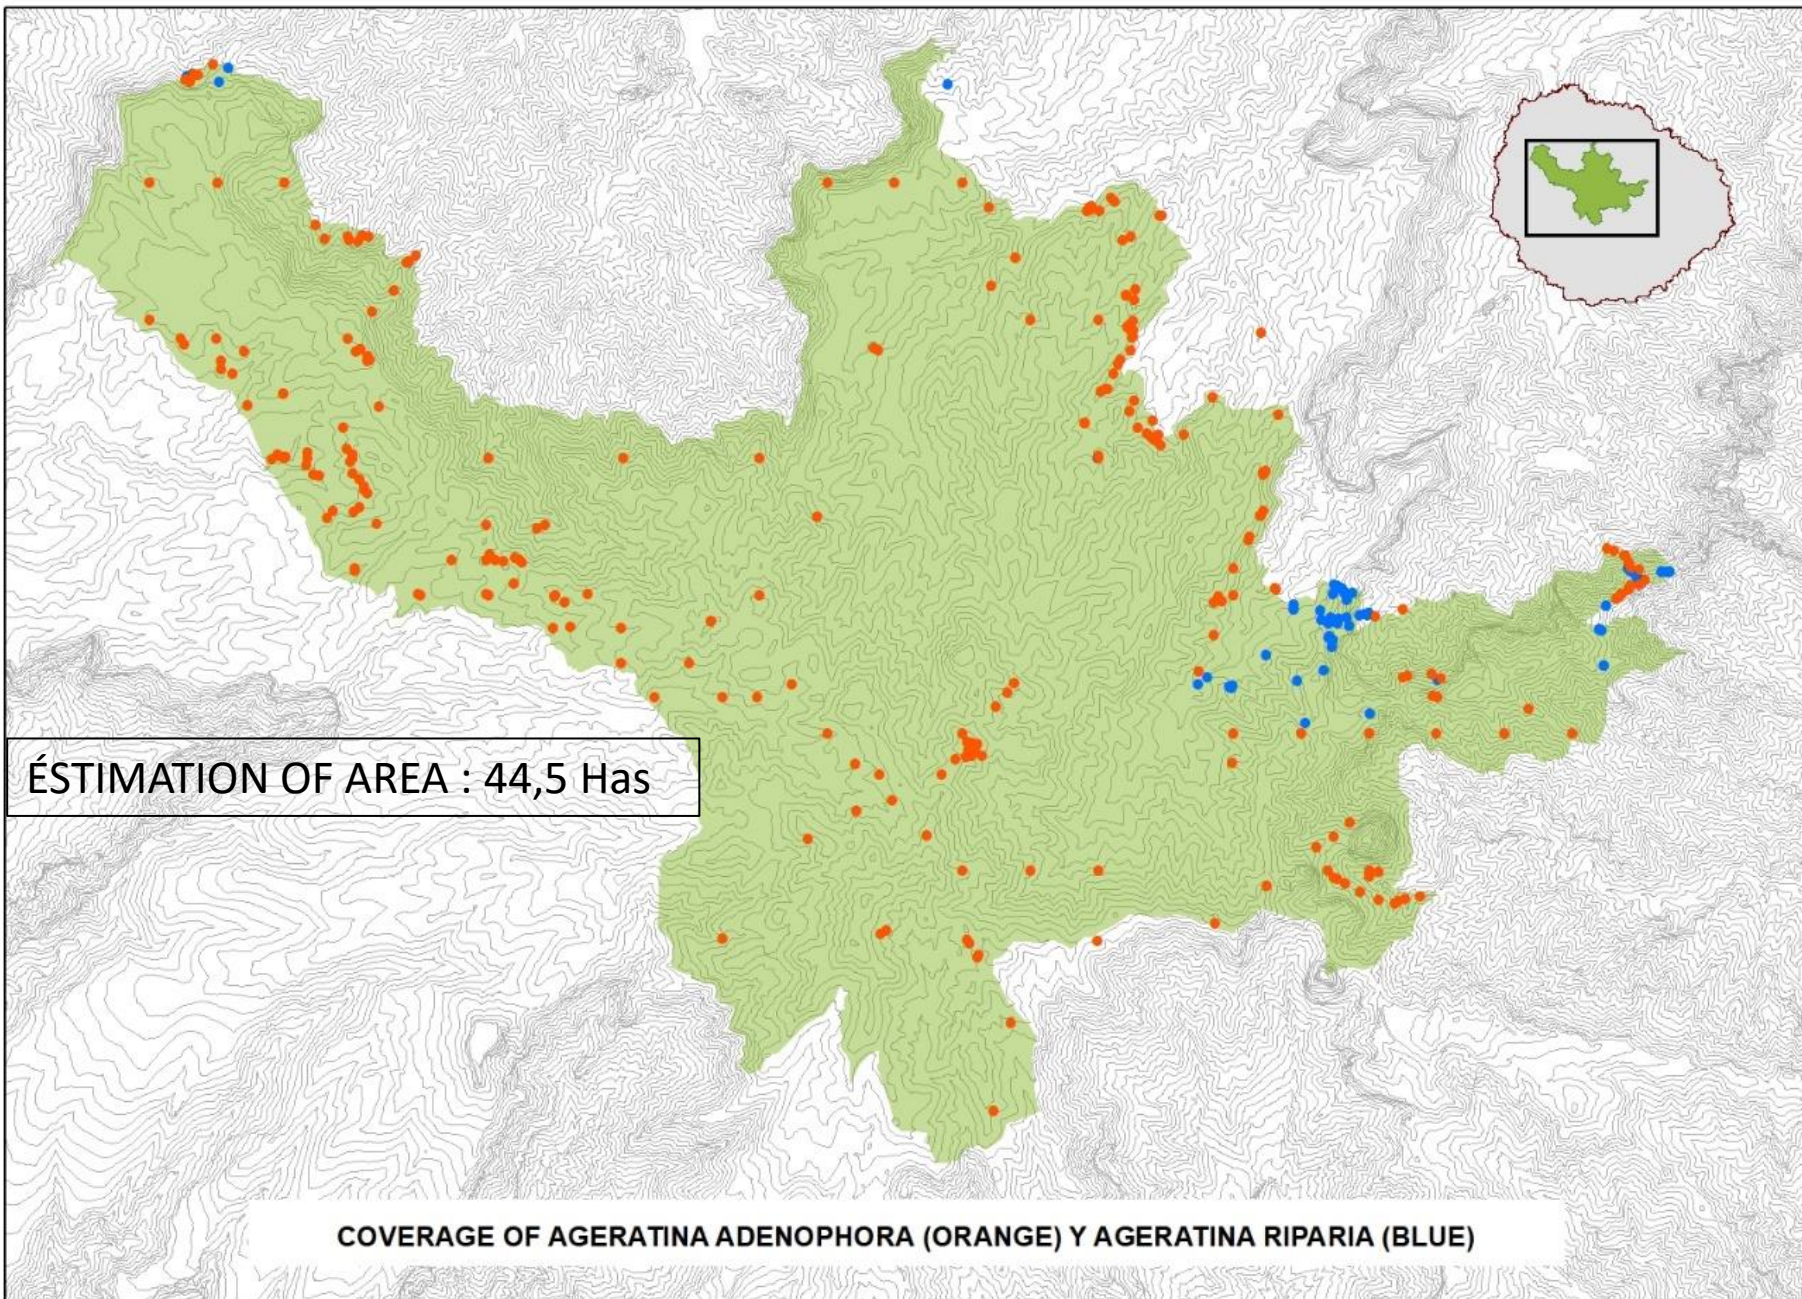 ÉSTIMATION OF AREA : 44,5 Has
COVERAGE OF AGERATINA ADENOPHORA (ORANGE) Y AGERATINA RIPARIA (BLUE)